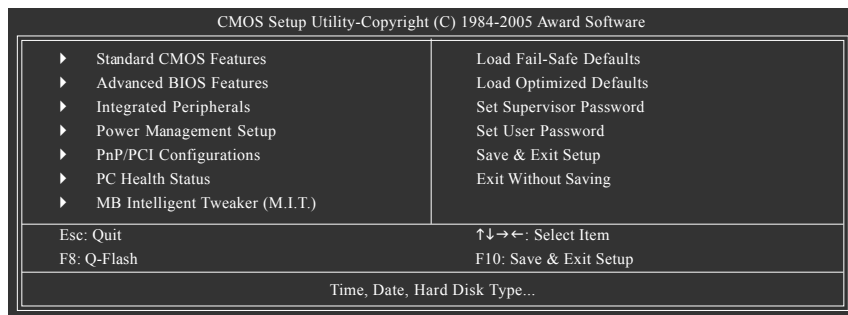 CMOS Setup Utility-Copyright (C) 1984-2005 Award Software
Standard CMOS Features
Advanced BIOS Features
Integrated Peripherals
Power Management Setup
PnP/PCI Configurations
PC Health Status
MB Intelligent Tweaker (M.I.T.)
Load Fail-Safe Defaults
Load Optimized Defaults
Set Supervisor Password
Set User Password
Save & Exit Setup
Exit Without Saving
Esc: Quit
F8: Q-Flash
↑↓→←: Select Item
F10: Save & Exit Setup
Time, Date, Hard Disk Type...